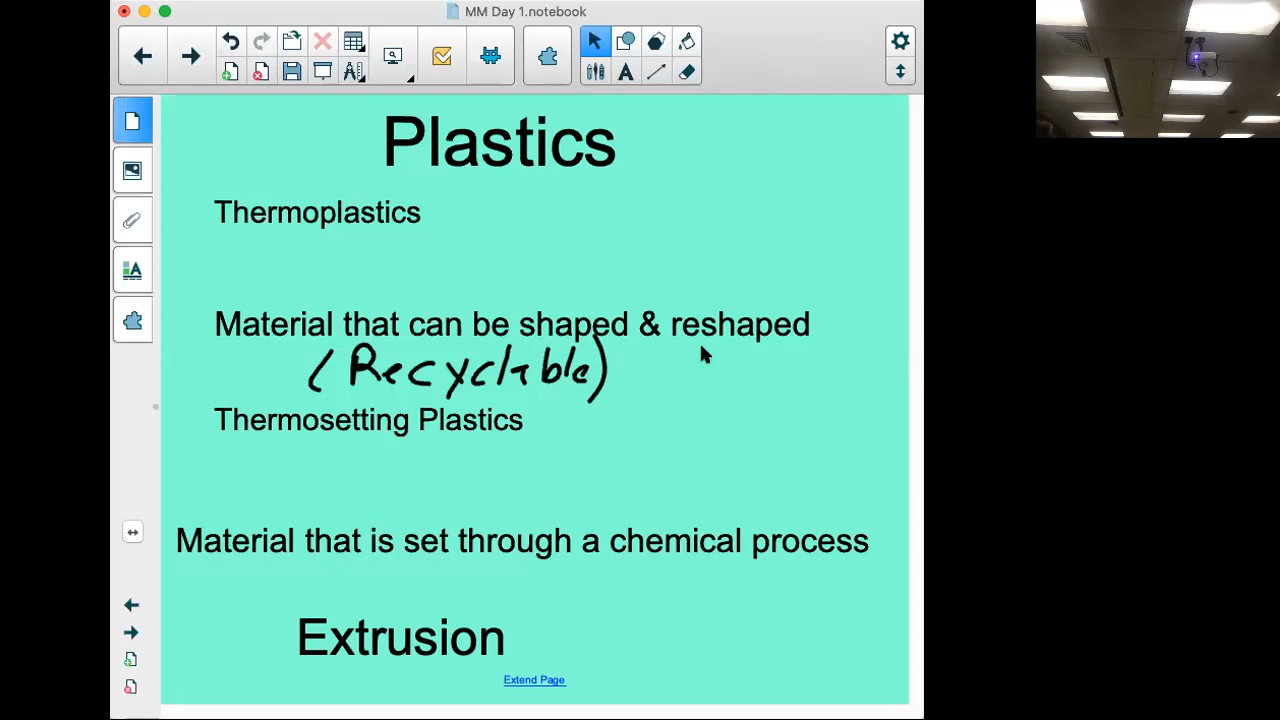 MM Day 1.notebook
Plastics
Thermoplastics
Material that can be shaped & reshaped
(Recyclable)
Thermosetting Plastics
Material that is set through a chemical process
Extrusion
Extend Page